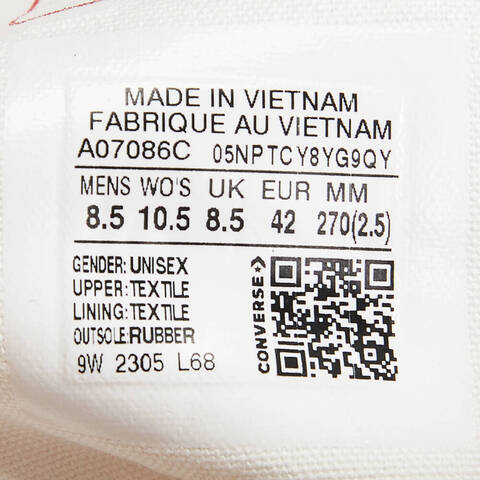 MADE IN VIETNAM
FABRIQUE AU VIETNAM
A07086C 05NPTCY8YG9QY
MENS WO'S UK EUR MM
8.5 10.5 8.5 42 270(2.5)
GENDER: UNISEX
UPPER: TEXTILE
LINING: TEXTILE
OUTSOLE: RUBBER
9W 2305 L68
CONVERSE